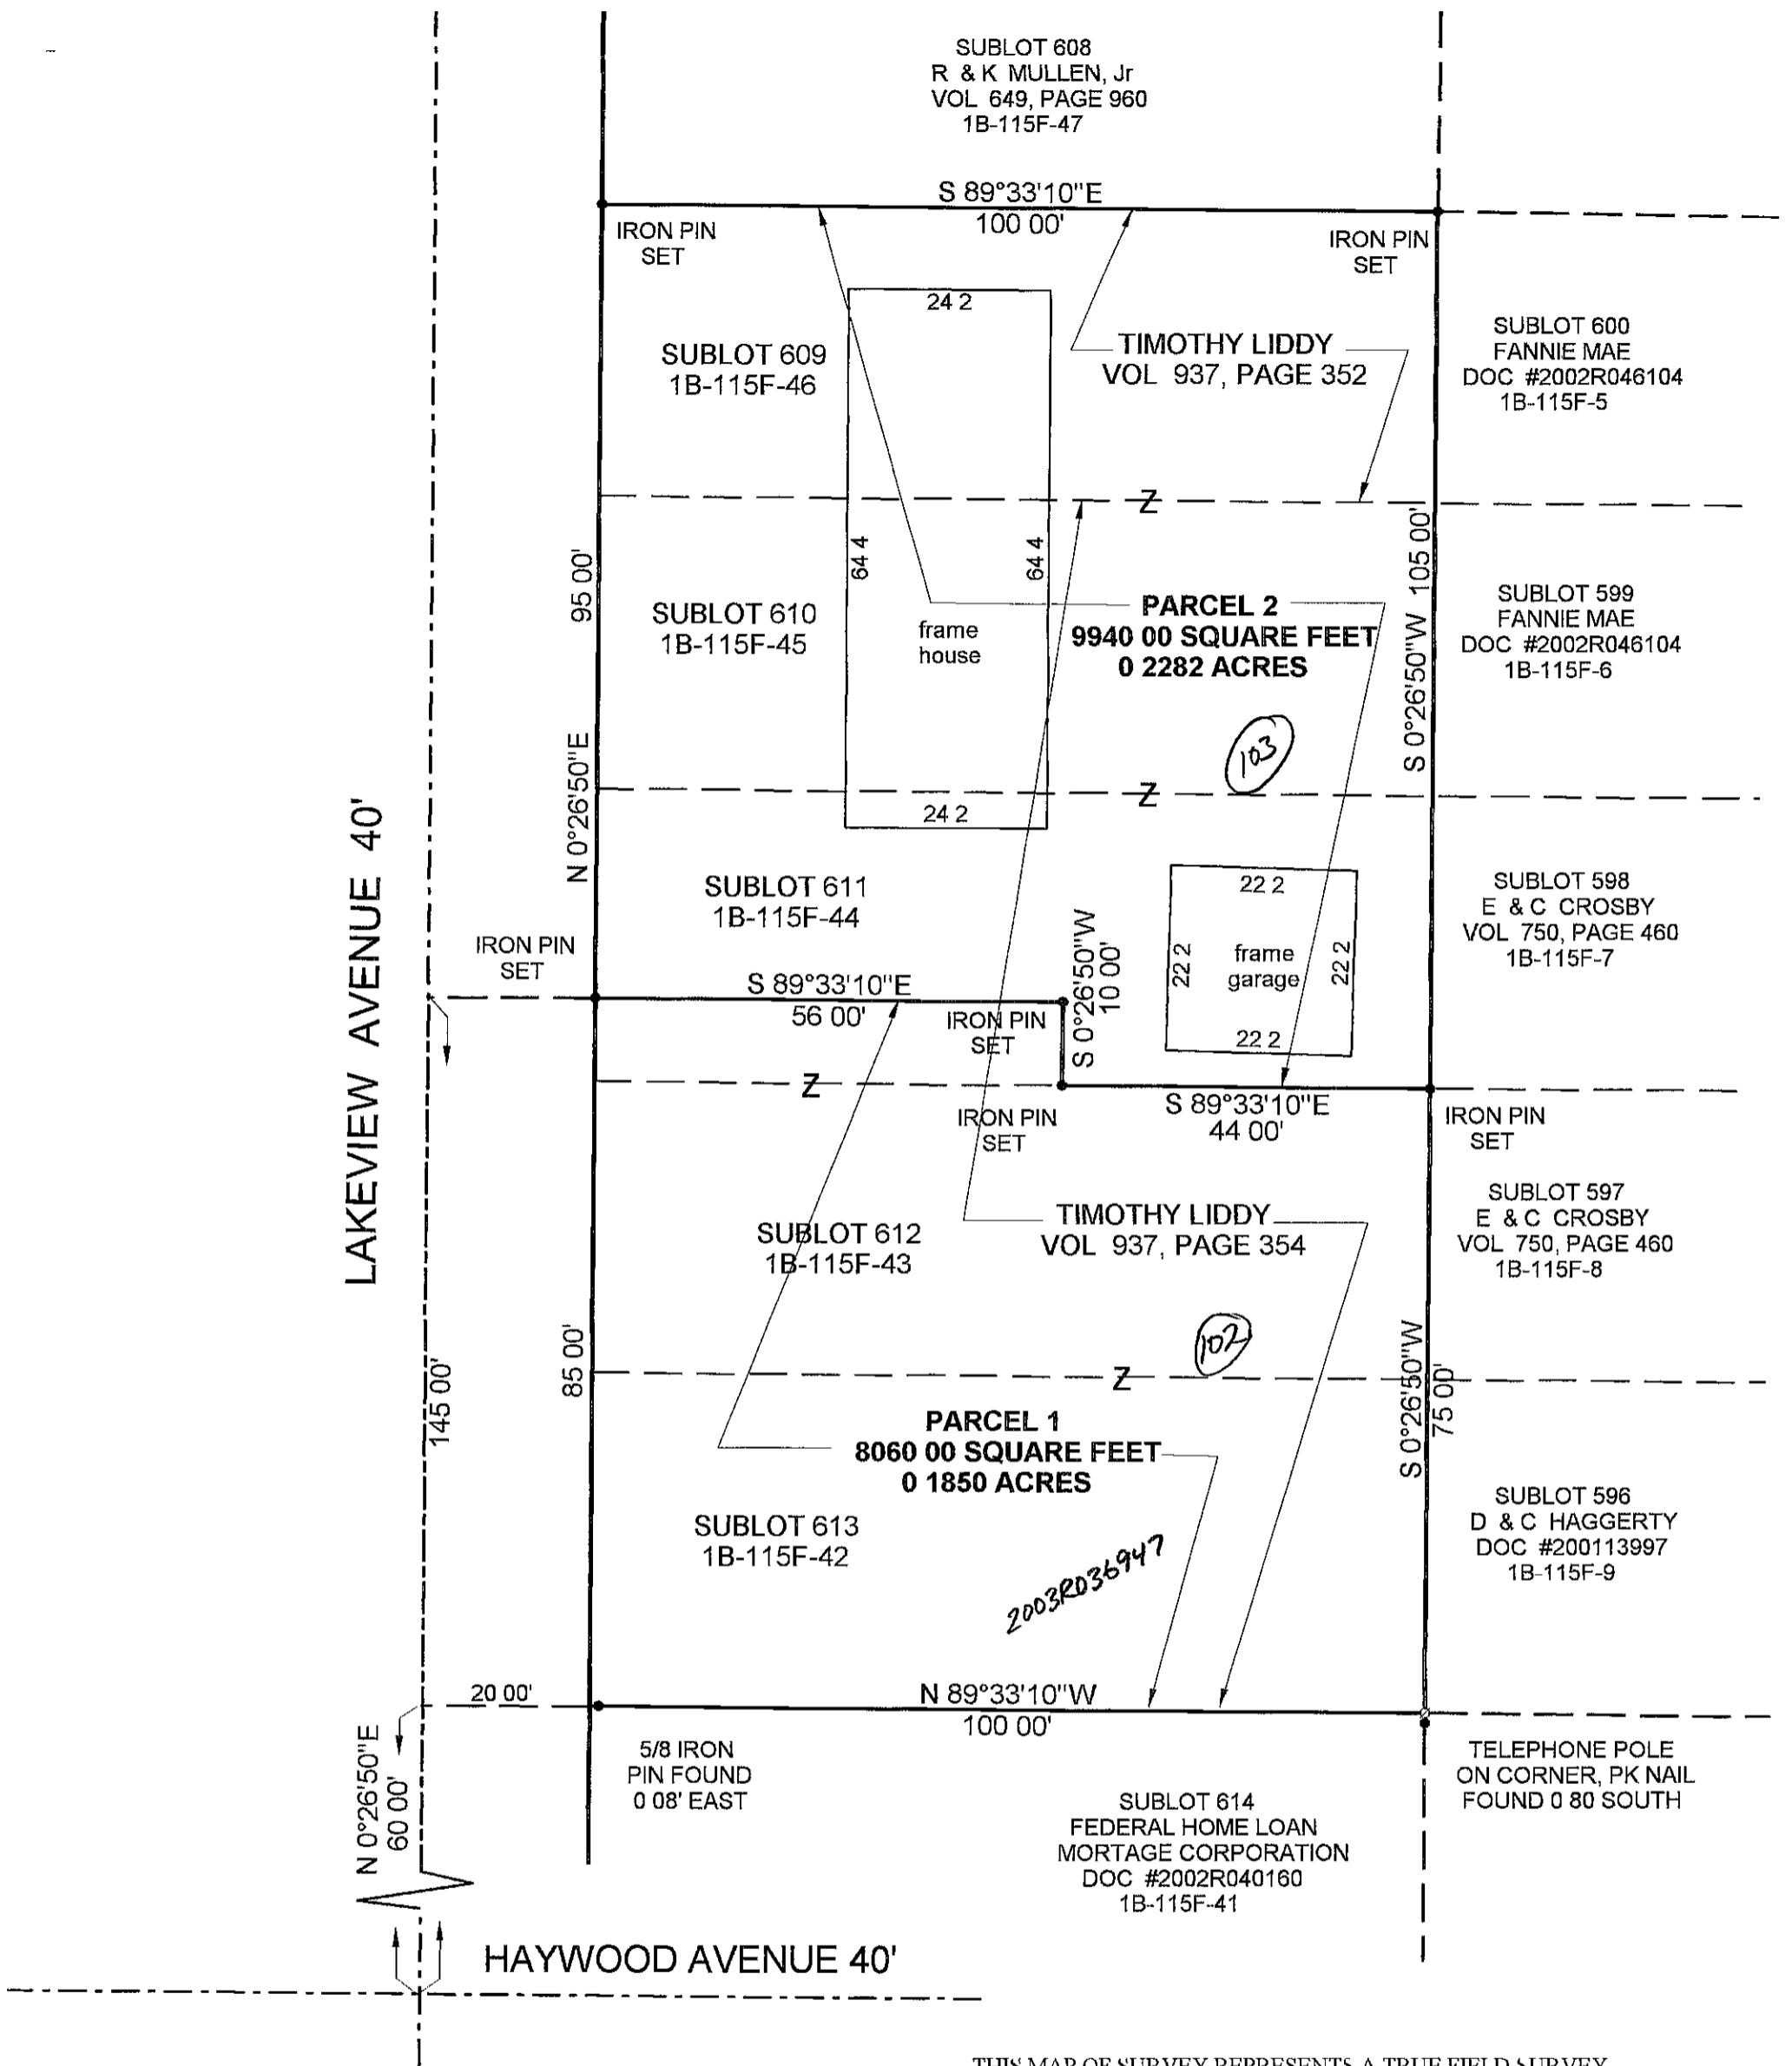 SUBLOT 608
R & K MULLEN, Jr
VOL 649, PAGE 960
1B-115F-47
S 89°33'10"E
100 00'
IRON PIN
SET
IRON PIN
SET
24 2
SUBLOT 609
1B-115F-46
TIMOTHY LIDDY
VOL 937, PAGE 352
SUBLOT 600
FANNIE MAE
DOC #2002R046104
1B-115F-5
Z
95 00'
N 0°26'50"E
64 4
64 4
S 0°26'50"W 105 00'
SUBLOT 610
1B-115F-45
frame
house
PARCEL 2
9940 00 SQUARE FEET
0 2282 ACRES
SUBLOT 599
FANNIE MAE
DOC #2002R046104
1B-115F-6
103
Z
24 2
LAKEVIEW AVENUE 40'
SUBLOT 611
1B-115F-44
22 2
22 2
frame
garage
22 2
22 2
SUBLOT 598
E & C CROSBY
VOL 750, PAGE 460
1B-115F-7
IRON PIN
SET
S 89°33'10"E
56 00'
IRON PIN
SET
S 0°26'50"W
10 00'
Z
IRON PIN
SET
S 89°33'10"E
44 00'
IRON PIN
SET
SUBLOT 612
1B-115F-43
TIMOTHY LIDDY
VOL 937, PAGE 354
SUBLOT 597
E & C CROSBY
VOL 750, PAGE 460
1B-115F-8
145 00'
85 00'
102
Z
S 0°26'50"W
75 00'
PARCEL 1
8060 00 SQUARE FEET
0 1850 ACRES
SUBLOT 613
1B-115F-42
2003R036947
SUBLOT 596
D & C HAGGERTY
DOC #200113997
1B-115F-9
20 00'
N 89°33'10"W
100 00'
N 0°26'50"E
60 00'
5/8 IRON
PIN FOUND
0 08' EAST
TELEPHONE POLE
ON CORNER, PK NAIL
FOUND 0 80 SOUTH
SUBLOT 614
FEDERAL HOME LOAN
MORTAGE CORPORATION
DOC #2002R040160
1B-115F-41
HAYWOOD AVENUE 40'
THIS MAP OF SURVEY REPRESENTS A TRUE FIELD SURVEY